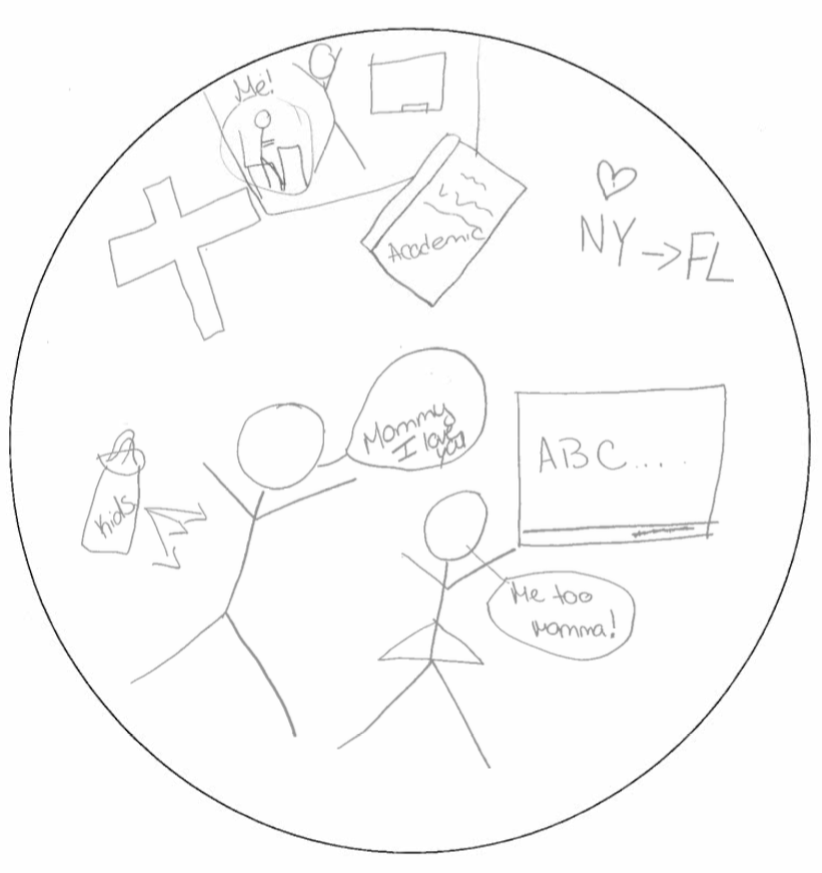 Me!
Academic
NY → FL
Mommy
I love
you
ABC....
Kids
Me too
Momma!